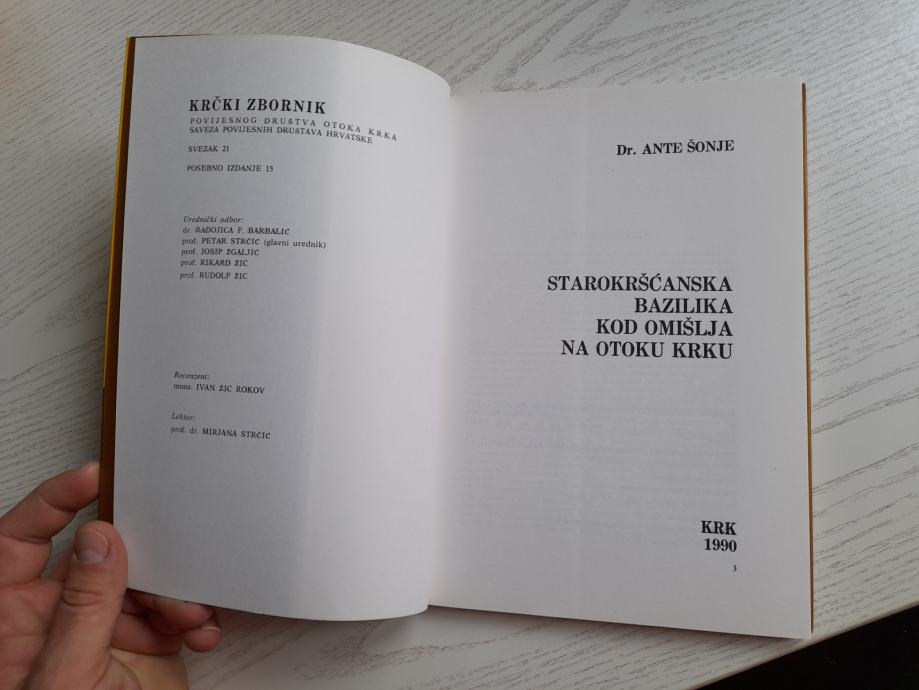 KRČKI ZBORNIK
POVIJESNOG DRUSTVA OTOKA KRKA
SAVEZA POVIJESNIH DRUSTAVA HRVATSKE
SVEZAK 21
POSEBNO IZDANJE 15
Urednički odbor:
dr. RADOJICA F. BARBALIĆ
prof. PETAR STRČIĆ (glavni urednik)
prof. JOSIP ŽGALJIĆ
prof. RIKARD ŽIC
prof. RUDOLF ŽIC
Recenzent:
mons. IVAN ŽIC ROKOV
Lektor:
prof. dr. MIRJANA STRČIĆ
Dr. ANTE ŠONJE
STAROKRŠĆANSKA
BAZILIKA
KOD OMIŠLJA
NA OTOKU KRKU
KRK
1990
3